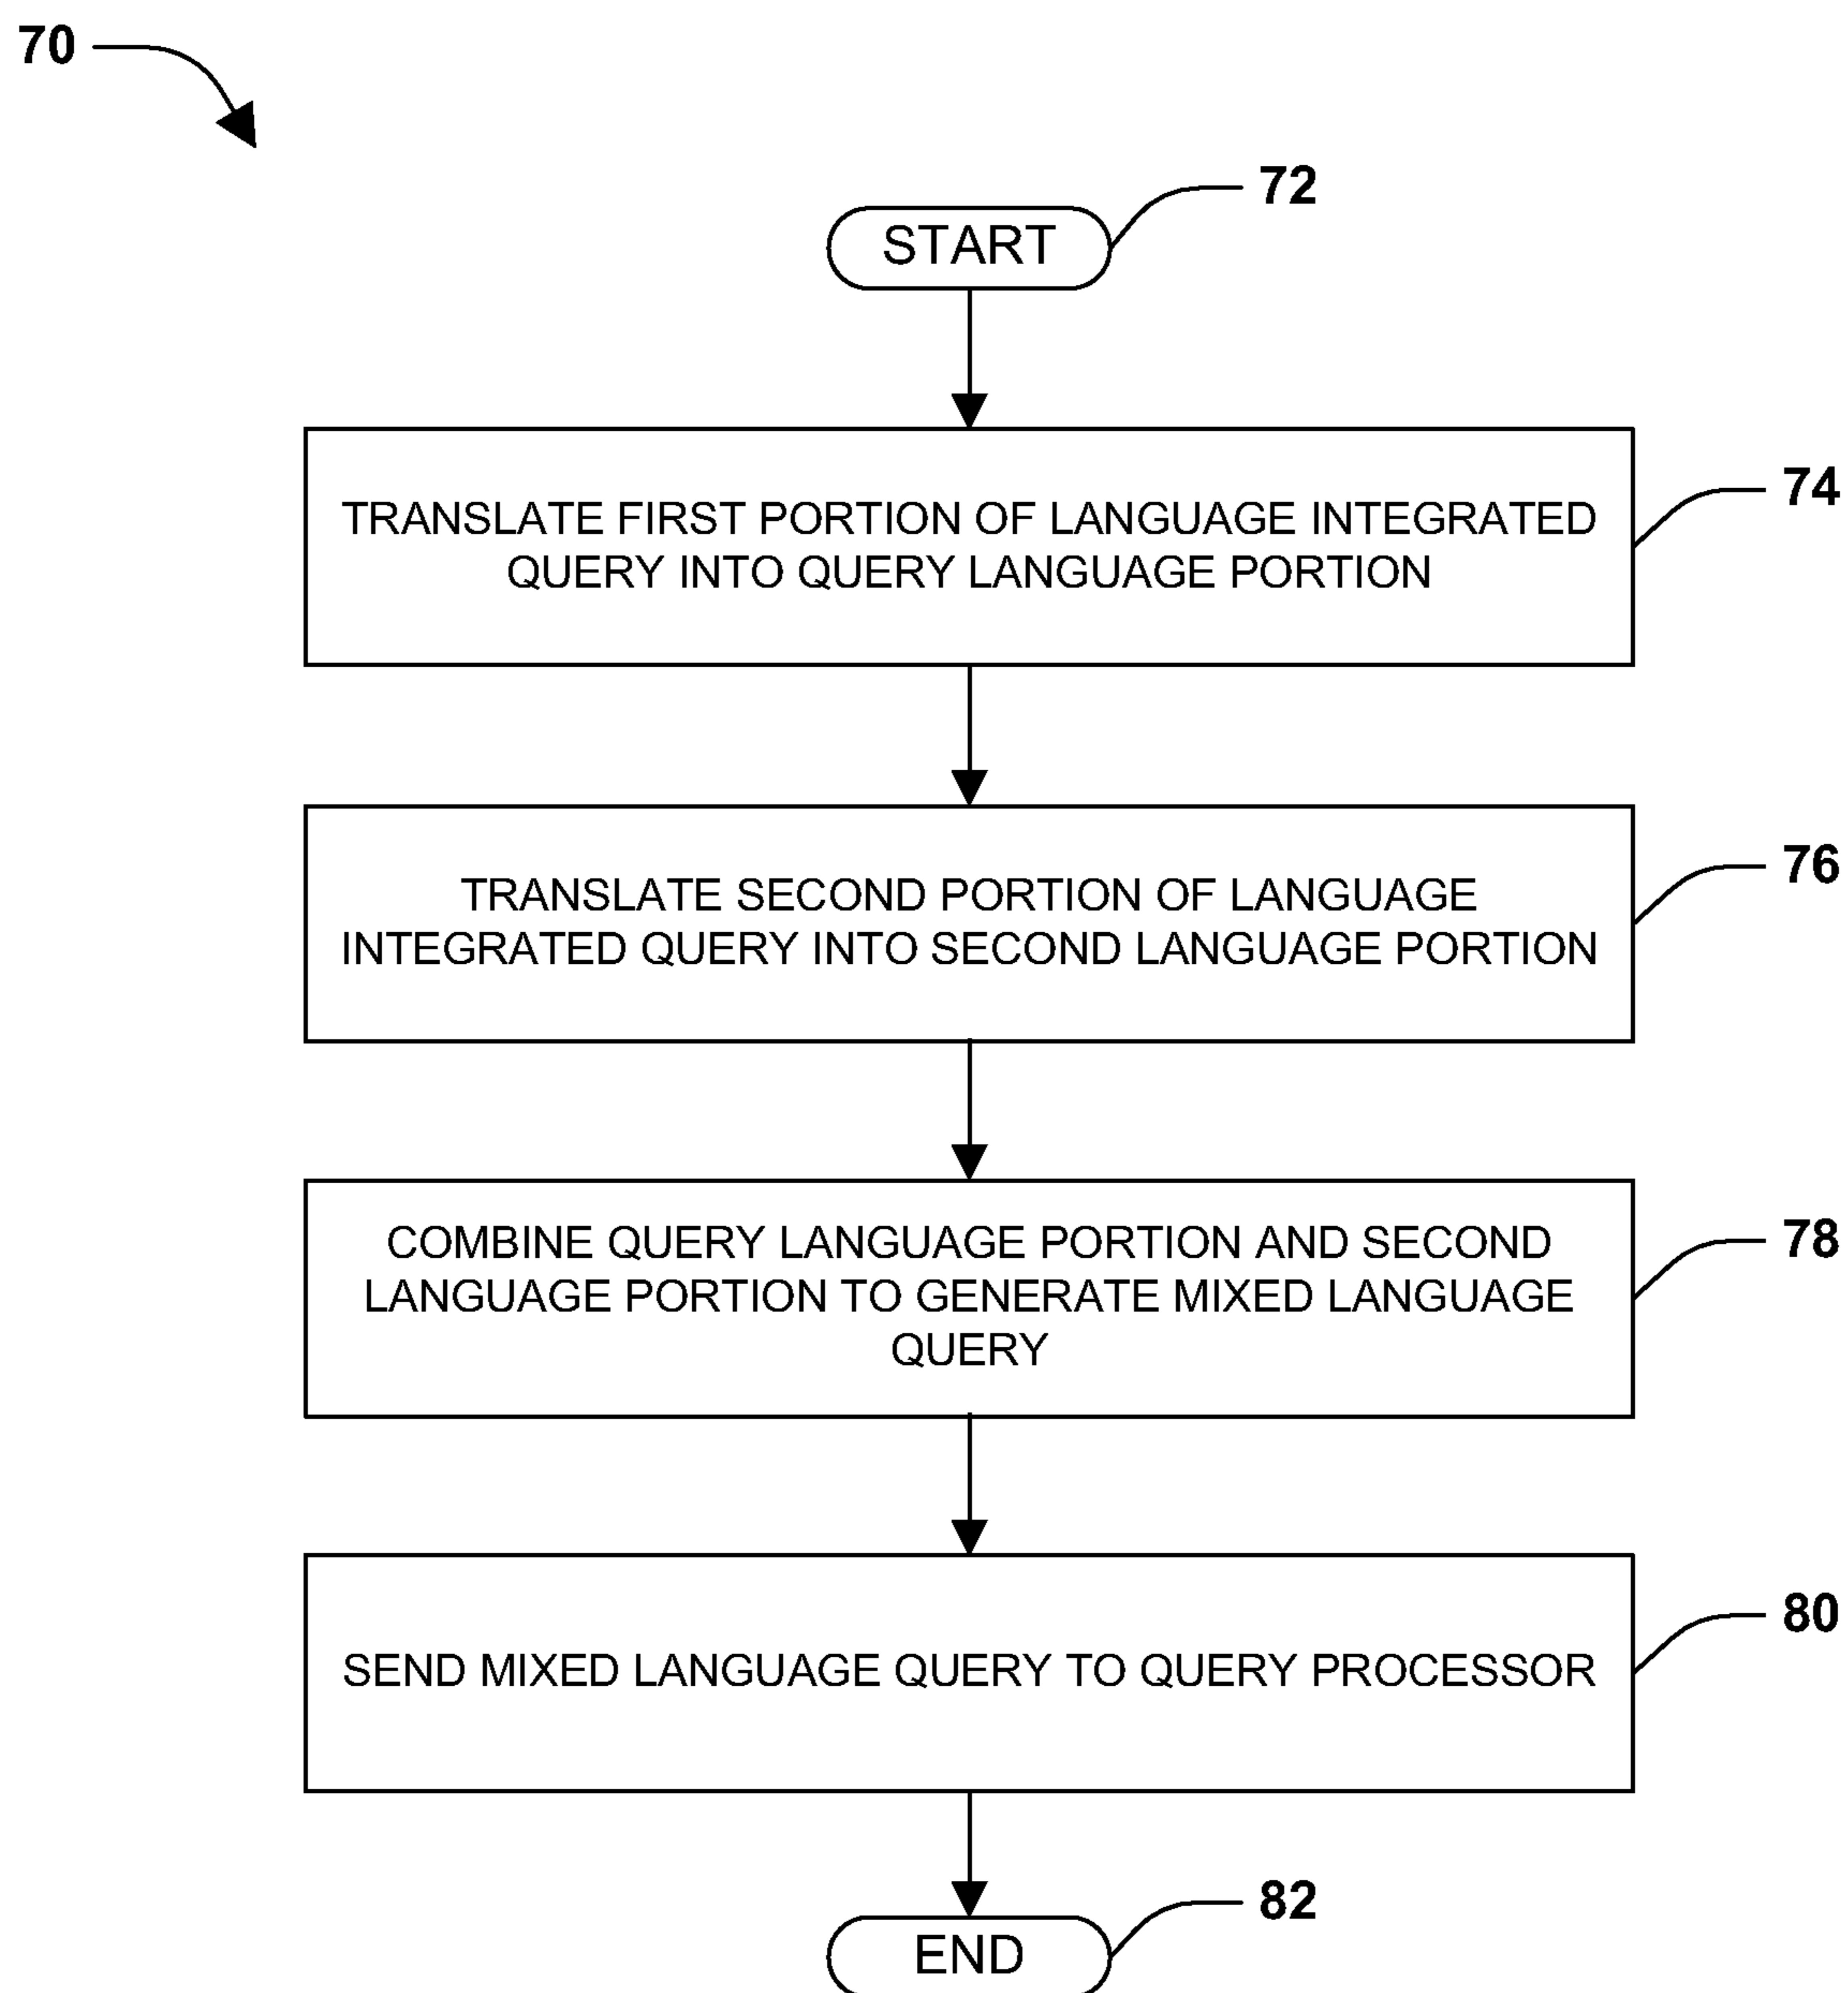 70
72
START
74
TRANSLATE FIRST PORTION OF LANGUAGE INTEGRATED
QUERY INTO QUERY LANGUAGE PORTION
76
TRANSLATE SECOND PORTION OF LANGUAGE
INTEGRATED QUERY INTO SECOND LANGUAGE PORTION
78
COMBINE QUERY LANGUAGE PORTION AND SECOND
LANGUAGE PORTION TO GENERATE MIXED LANGUAGE
QUERY
80
SEND MIXED LANGUAGE QUERY TO QUERY PROCESSOR
82
END